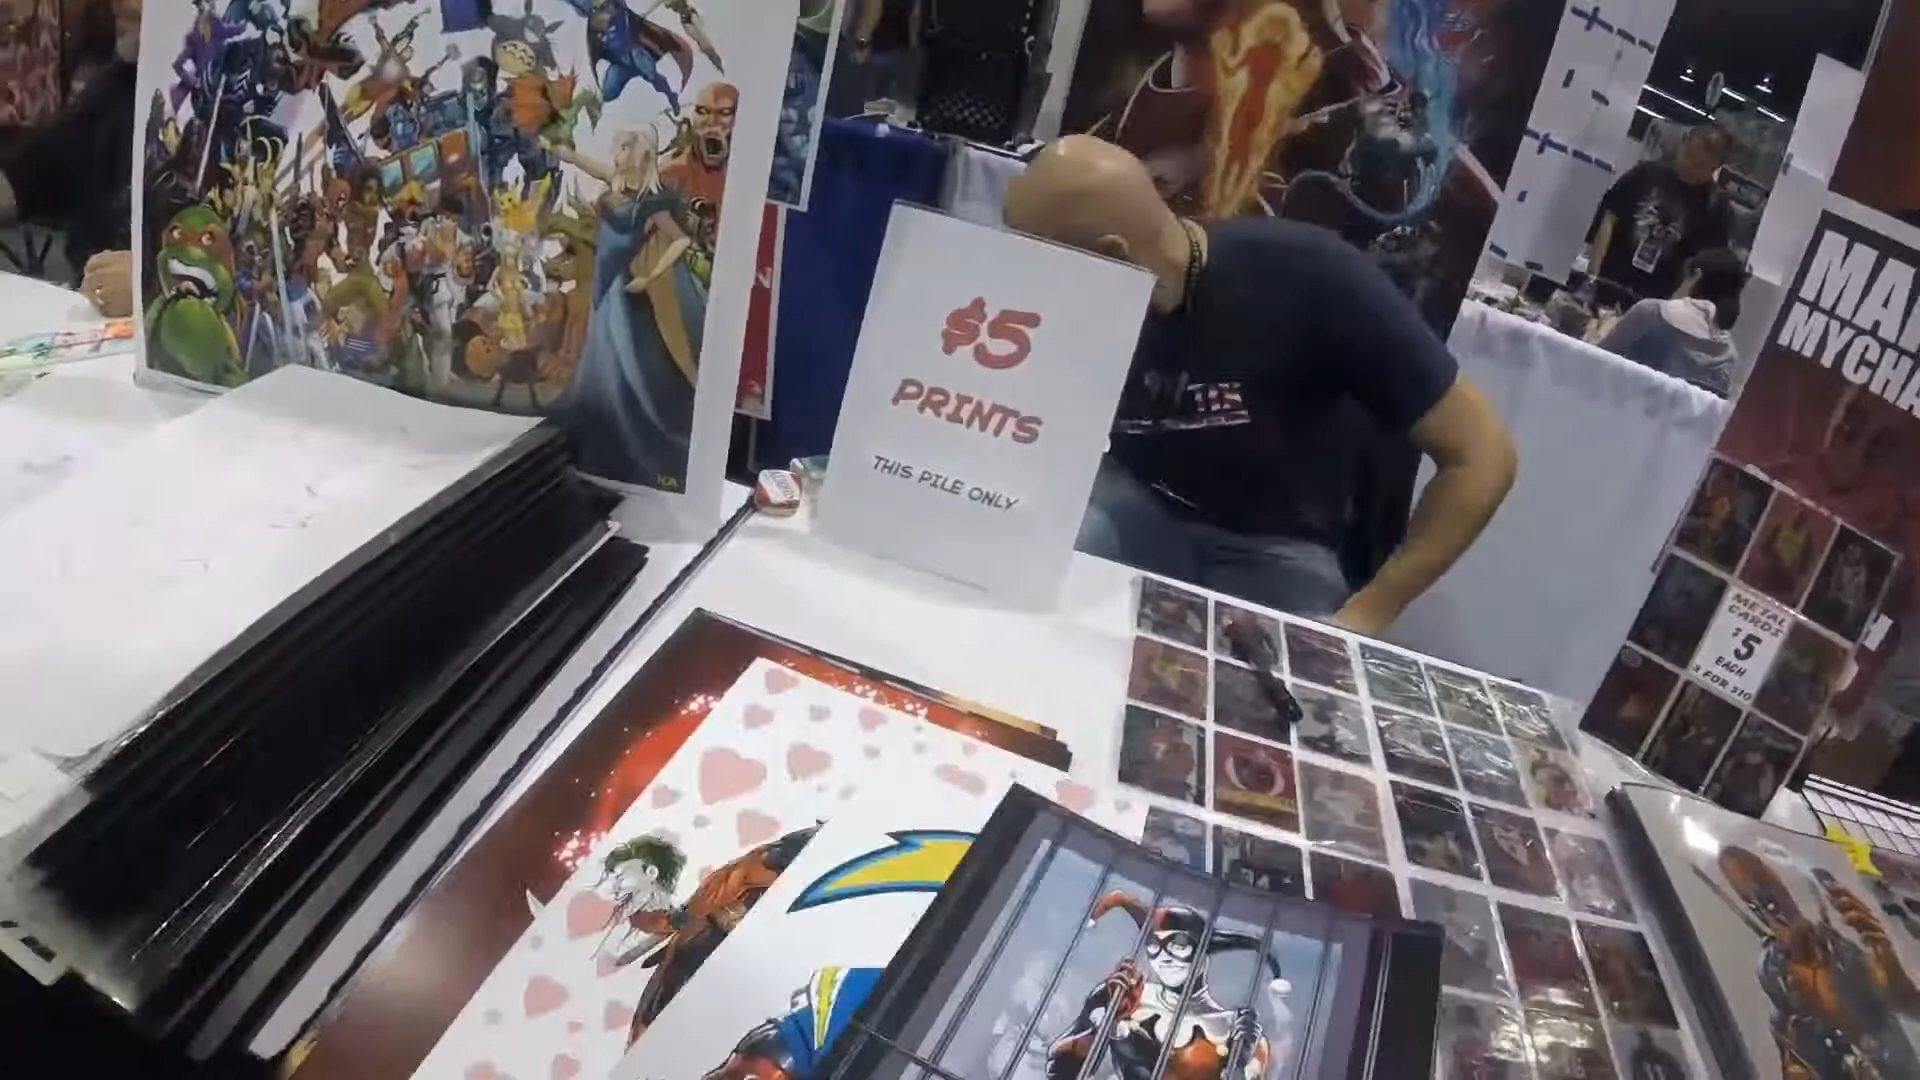 $5
PRINTS
THIS PILE ONLY
MA
MYCHA
METAL
CARDS
$5
EACH